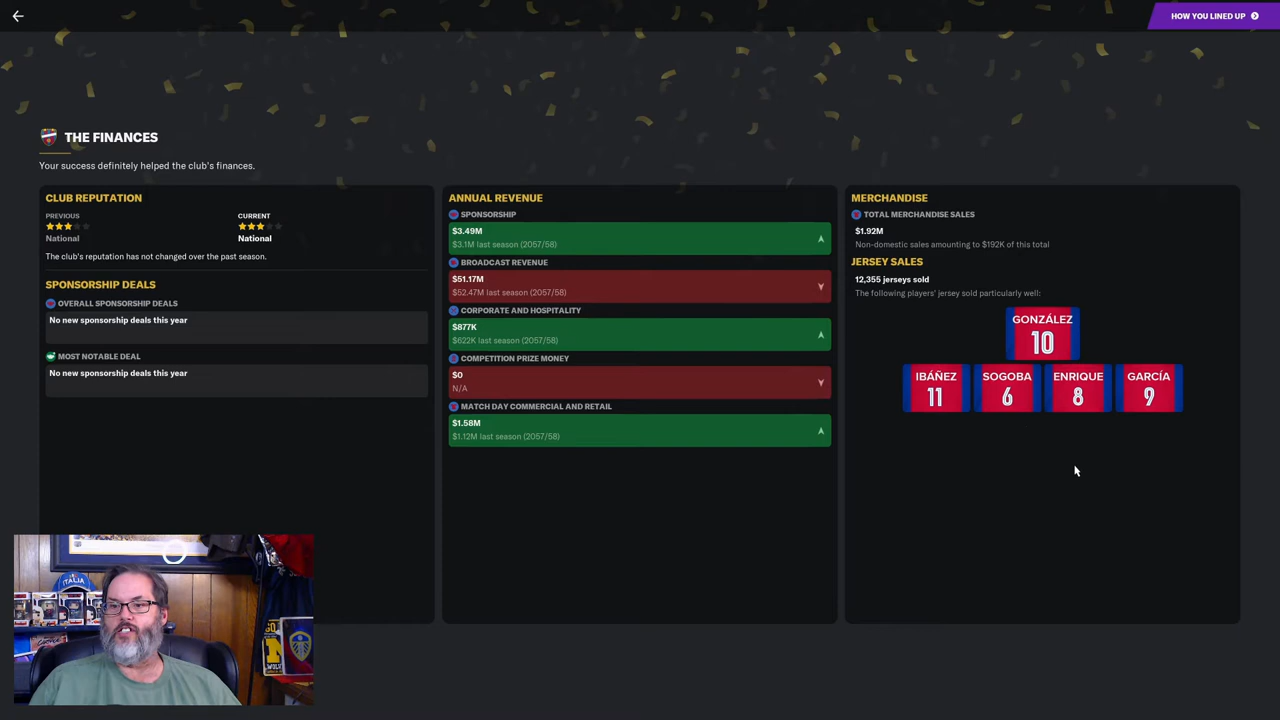 HOW YOU LINED UP
THE FINANCES
Your success definitely helped the club's finances.
CLUB REPUTATION
PREVIOUS
CURRENT
National
National
The club's reputation has not changed over the past season.
SPONSORSHIP DEALS
OVERALL SPONSORSHIP DEALS
No new sponsorship deals this year
MOST NOTABLE DEAL
No new sponsorship deals this year
ANNUAL REVENUE
SPONSORSHIP
$3.49M
$3.1M last season (2057/58)
BROADCAST REVENUE
$51.17M
$52.47M last season (2057/58)
CORPORATE AND HOSPITALITY
$877K
$622K last season (2057/58)
COMPETITION PRIZE MONEY
$0
N/A
MATCH DAY COMMERCIAL AND RETAIL
$1.58M
$1.12M last season (2057/58)
MERCHANDISE
TOTAL MERCHANDISE SALES
$1.92M
Non-domestic sales amounting to $192K of this total
JERSEY SALES
12,355 jerseys sold
The following players' jersey sold particularly well:
GONZÁLEZ
10
IBÁÑEZ
11
SOGOBA
6
ENRIQUE
8
GARCÍA
9
ITALIA